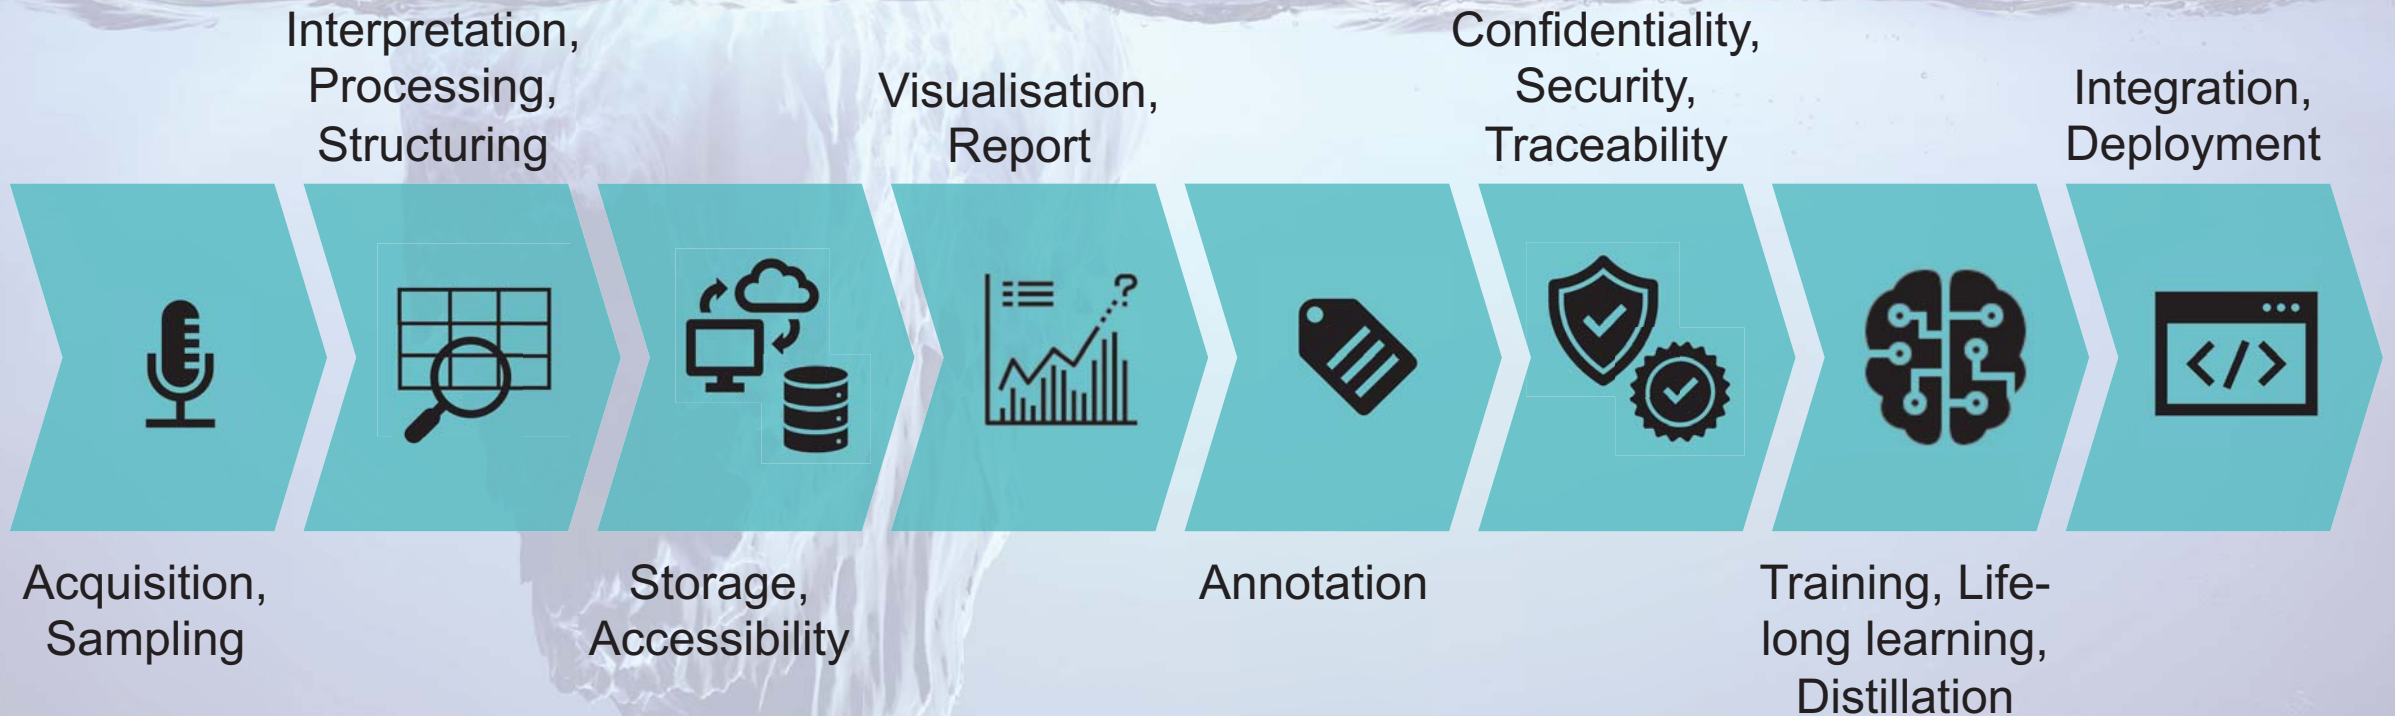 Acquisition,
Sampling
Interpretation,
Processing,
Structuring
Storage,
Accessibility
Visualisation,
Report
?
Annotation
Confidentiality,
Security,
Traceability
Training, Life-
long learning,
Distillation
Integration,
Deployment
</>